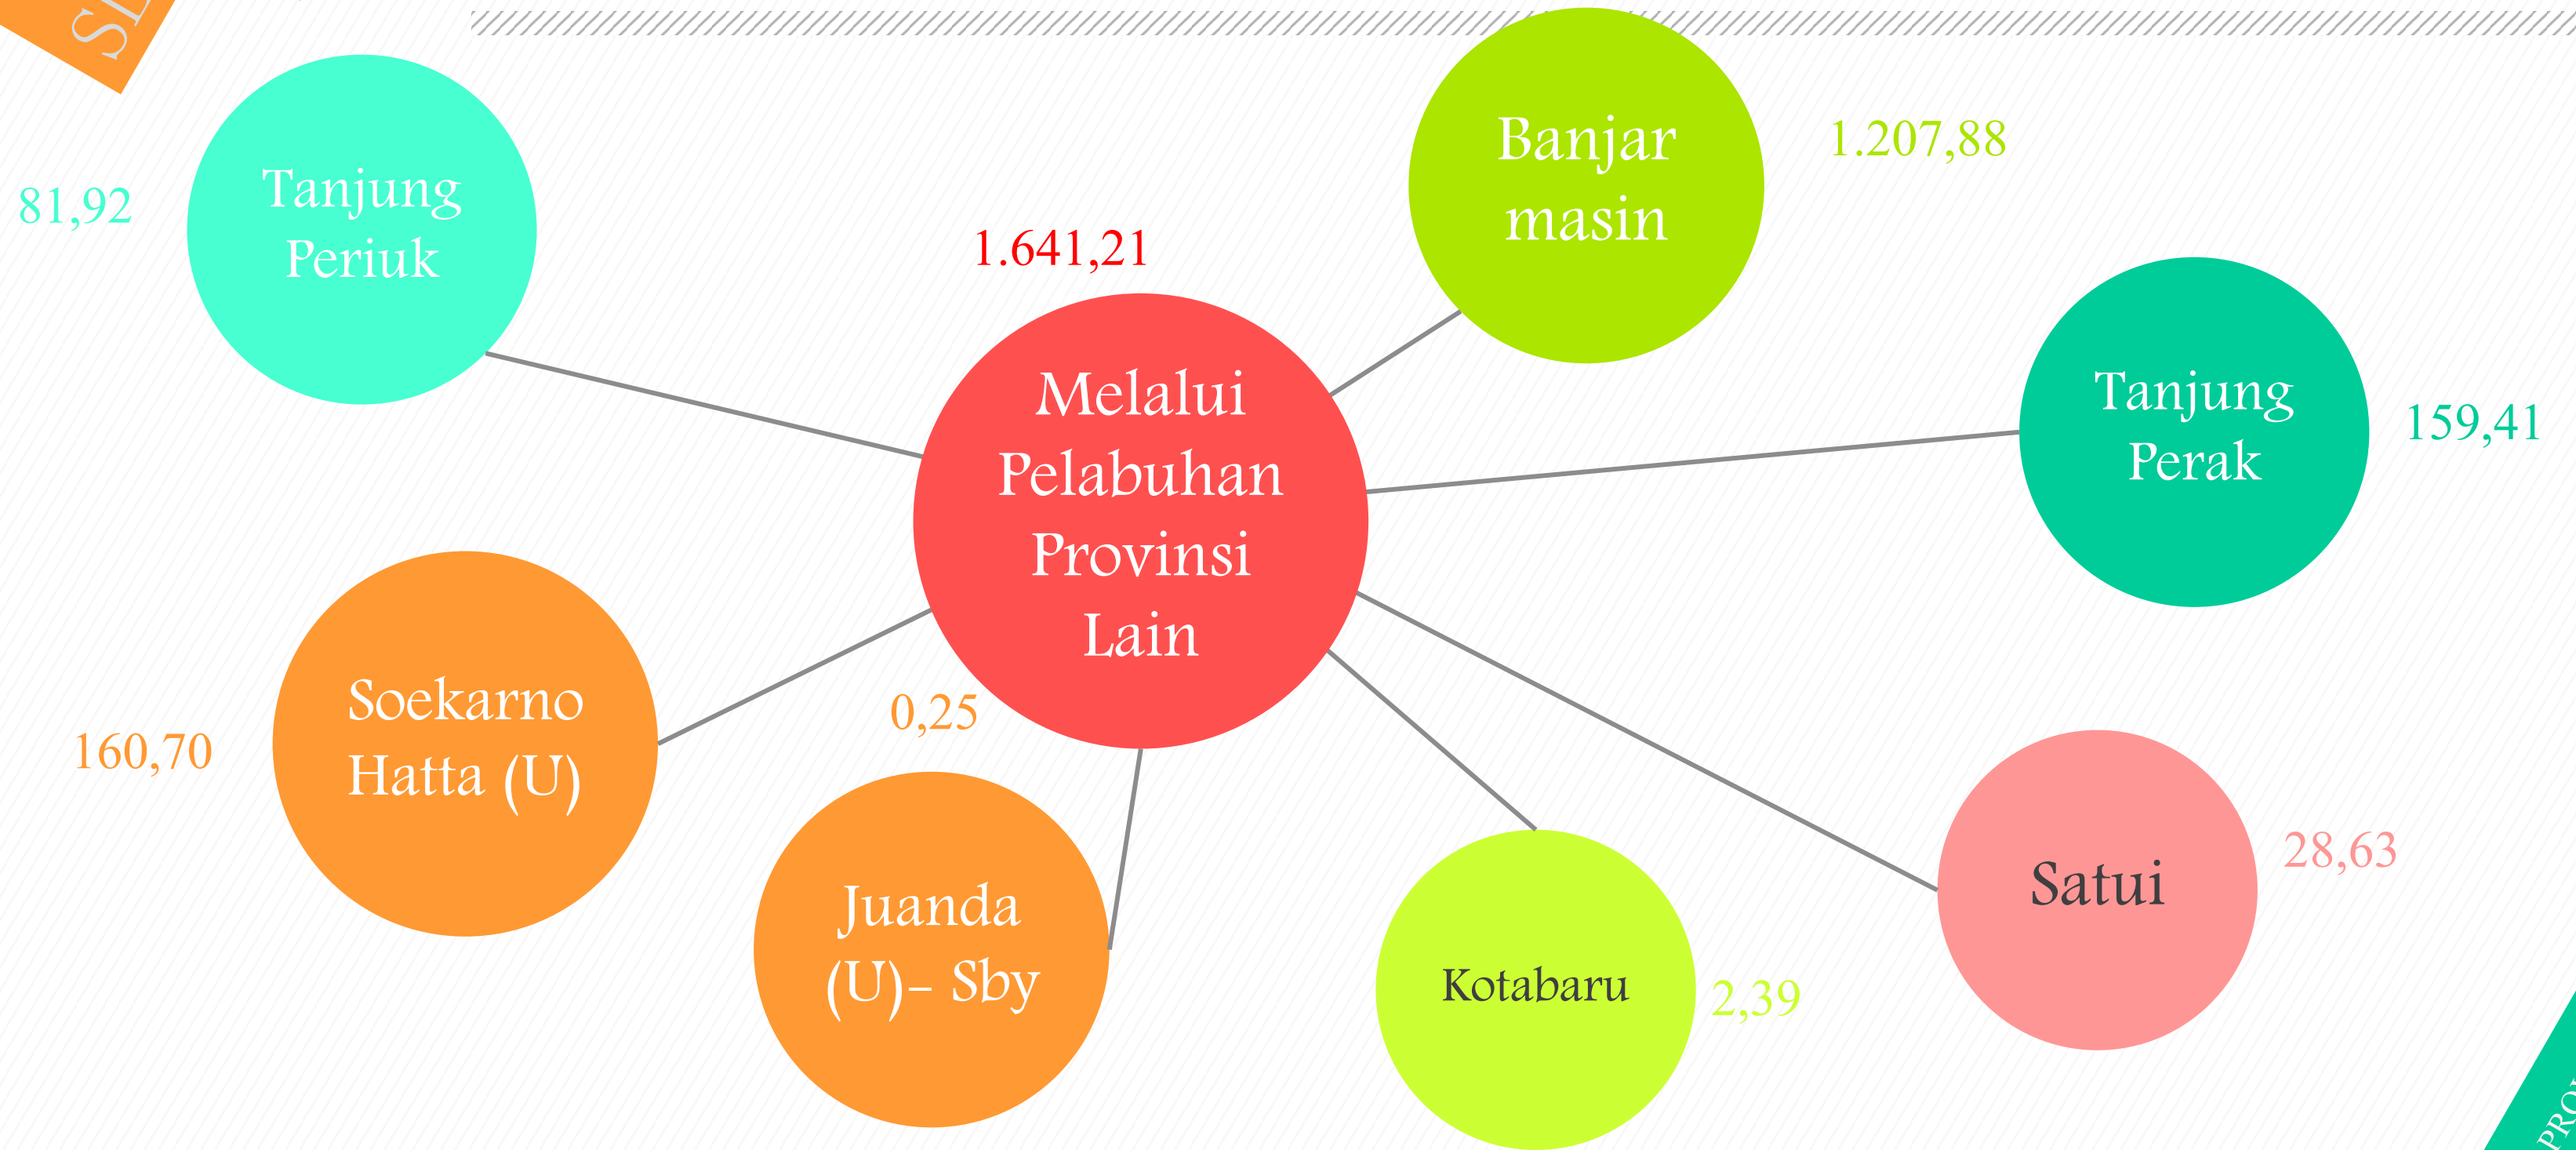 Banjar
masin
1.207,88
Tanjung
Periuk
81,92
1.641,21
Melalui
Pelabuhan
Provinsi
Lain
Tanjung
Perak
159,41
Soekarno
Hatta (U)
160,70
0,25
Juanda
(U)- Sby
Kotabaru
2,39
Satui
28,63